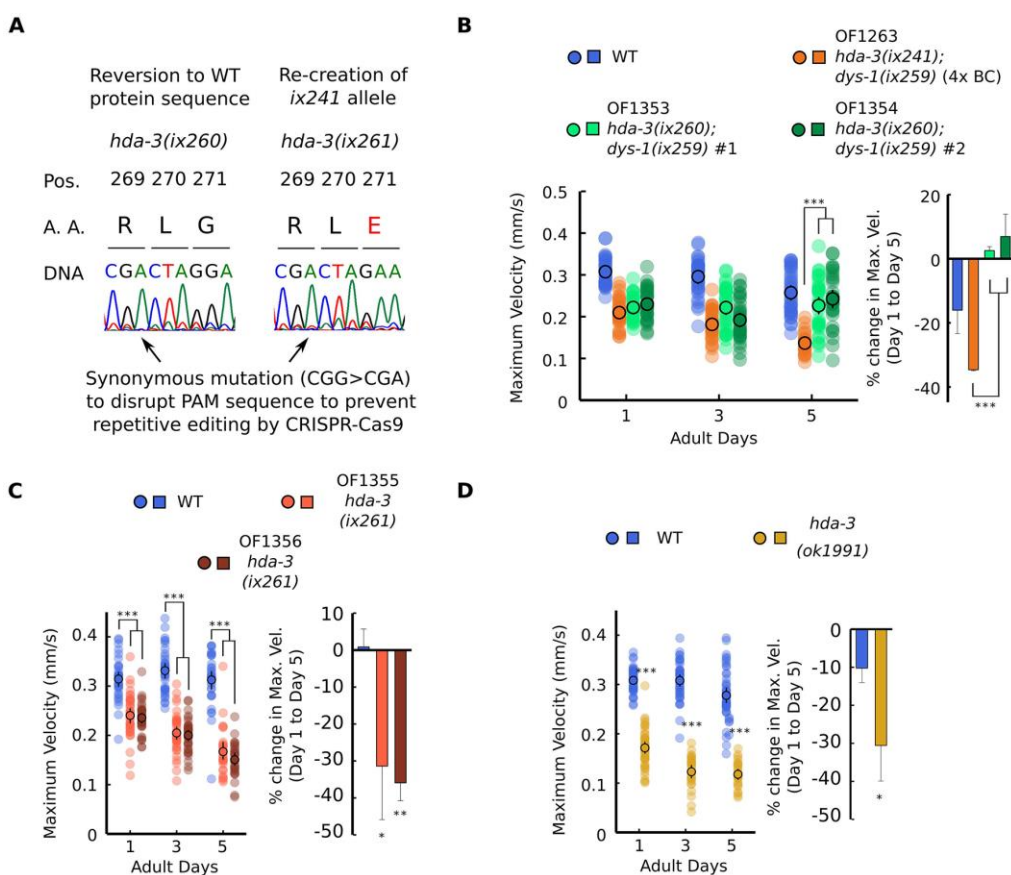 A
Reversion to WT
protein sequence
Re-creation of
ix241 allele
hda-3(ix260)
hda-3(ix261)
Pos. 269 270 271 269 270 271
A. A. R L G R L E
DNA CGACTAGGA CGACTAGAA
Synonymous mutation (CGG>CGA)
to disrupt PAM sequence to prevent
repetitive editing by CRISPR-Cas9
B
WT
OF1263
hda-3(ix241);
dys-1(ix259) (4x BC)
OF1353
hda-3(ix260);
dys-1(ix259) #1
OF1354
hda-3(ix260);
dys-1(ix259) #2
Maximum Velocity (mm/s)
0.5
0.4
0.3
0.2
0.1
0
***
1 3 5
Adult Days
% change in Max. Vel.
(Day 1 to Day 5)
20
0
-20
-40
***
C
WT
OF1355
hda-3
(ix261)
OF1356
hda-3
(ix261)
Maximum Velocity (mm/s)
0.4
0.3
0.2
0.1
0
*** *** ***
1 3 5
Adult Days
% change in Max. Vel.
(Day 1 to Day 5)
10
0
-10
-20
-30
-40
-50
* **
D
WT
hda-3
(ok1991)
Maximum Velocity (mm/s)
0.4
0.3
0.2
0.1
0
*** *** ***
1 3 5
Adult Days
% change in Max. Vel.
(Day 1 to Day 5)
0
-10
-20
-30
-40
-50
*